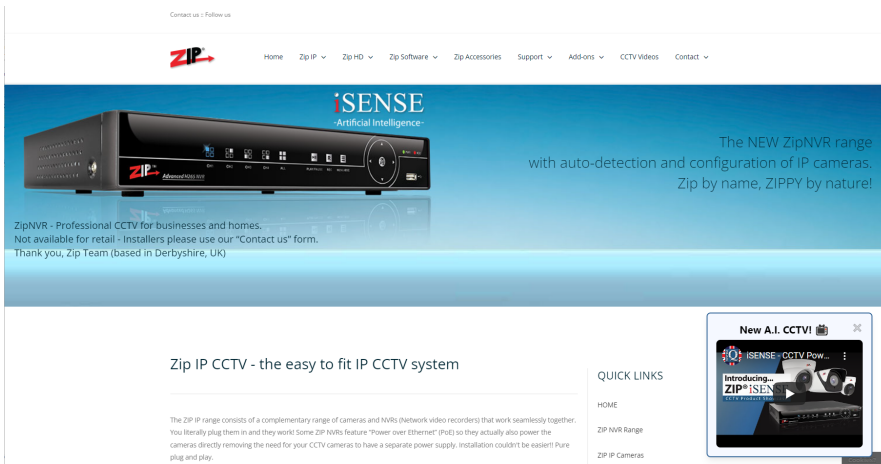 Contact us :: Follow us
ZIP
Home Zip IP Zip HD Zip Software Zip Accessories Support Add-ons CCTV Videos Contact
iSENSE
-Artificial Intelligence-
ZIP
Advanced H265 NVR
The NEW ZipNVR range
with auto-detection and configuration of IP cameras.
Zip by name, ZIPPY by nature!
ZipNVR - Professional CCTV for businesses and homes.
Not available for retail - Installers please use our "Contact us" form.
Thank you, Zip Team (based in Derbyshire, UK)
Zip IP CCTV - the easy to fit IP CCTV system
The ZIP IP range consists of a complementary range of cameras and NVRs (Network video recorders) that work seamlessly together.
You literally plug them in and they work! Some ZIP NVRs feature "Power over Ethernet" (PoE) so they actually also power the
cameras directly removing the need for your CCTV cameras to have a separate power supply. Installation couldn't be easier!! Pure
plug and play.
QUICK LINKS
HOME
ZIP NVR Range
ZIP IP Cameras
New A.I. CCTV!
iSENSE - CCTV Pow...
Introducing...
ZIP® iSENSE